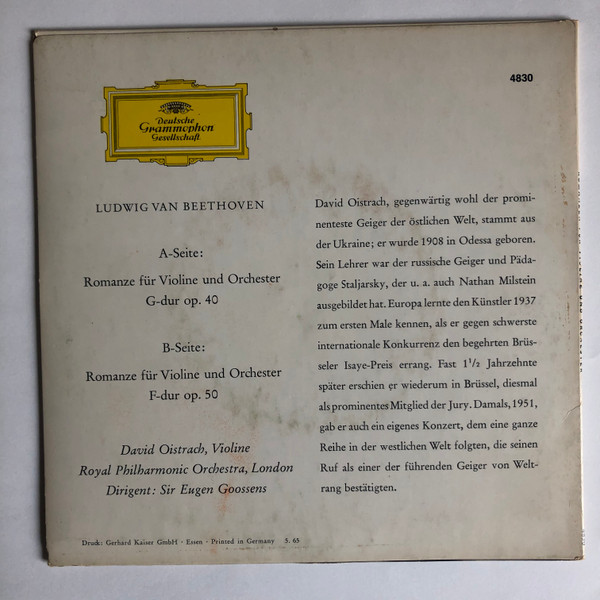 4830
Deutsche
Grammophon
Gesellschaft
LUDWIG VAN BEETHOVEN
A-Seite:
Romanze für Violine und Orchester
G-dur op. 40
B-Seite:
Romanze für Violine und Orchester
F-dur op. 50
David Oistrach, Violine
Royal Philharmonic Orchestra, London
Dirigent: Sir Eugen Goossens
David Oistrach, gegenwärtig wohl der promi-
nenteste Geiger der östlichen Welt, stammt aus
der Ukraine; er wurde 1908 in Odessa geboren.
Sein Lehrer war der russische Geiger und Päda-
goge Staljarsky, der u. a. auch Nathan Milstein
ausgebildet hat. Europa lernte den Künstler 1937
zum ersten Male kennen, als er gegen schwerste
internationale Konkurrenz den begehrten Brüs-
seler Isaye-Preis errang. Fast 1½ Jahrzehnte
später erschien er wiederum in Brüssel, diesmal
als prominentes Mitglied der Jury. Damals, 1951,
gab er auch ein eigenes Konzert, dem eine ganze
Reihe in der westlichen Welt folgten, die seinen
Ruf als einer der führenden Geiger von Welt-
rang bestätigten.
Druck: Gerhard Kaiser GmbH · Essen · Printed in Germany 5. 65